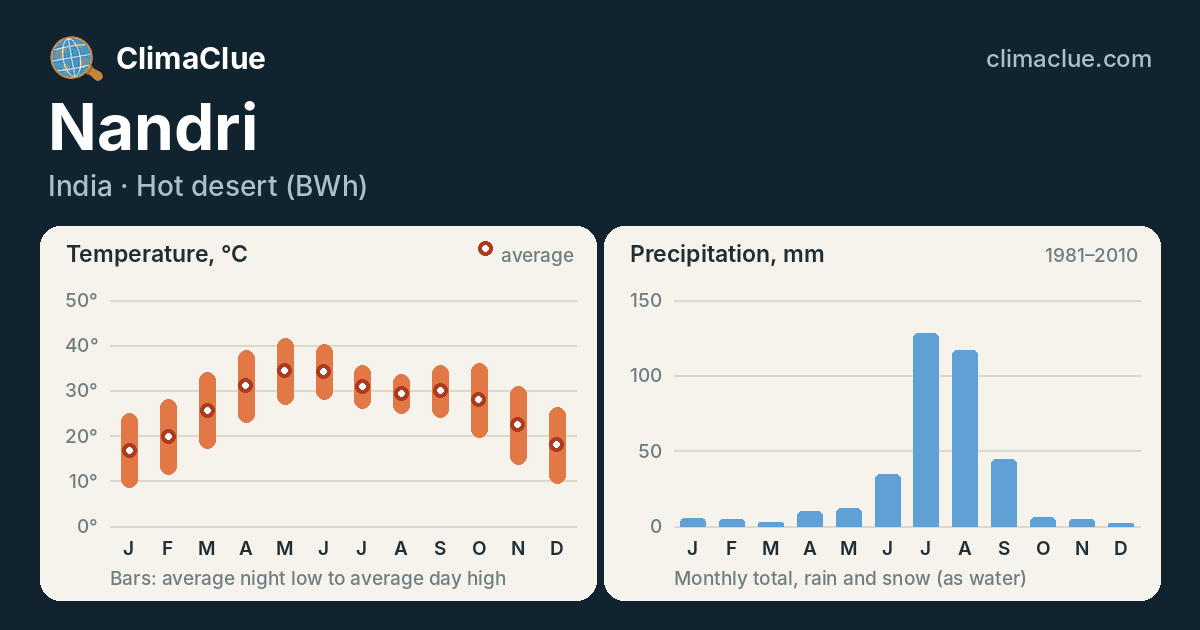 ClimaClue
climaclue.com
Nandri
India · Hot desert (BWh)
Temperature, °C
average
50°
40°
30°
20°
10°
0°
J F M A M J J A S O N D
Bars: average night low to average day high
Precipitation, mm
1981–2010
150
100
50
0
J F M A M J J A S O N D
Monthly total, rain and snow (as water)